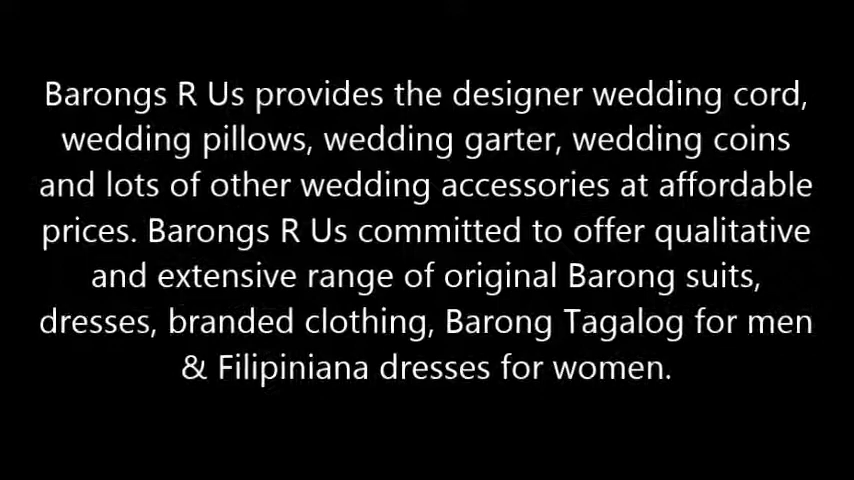 Barongs R Us provides the designer wedding cord,
wedding pillows, wedding garter, wedding coins
and lots of other wedding accessories at affordable
prices. Barongs R Us committed to offer qualitative
and extensive range of original Barong suits,
dresses, branded clothing, Barong Tagalog for men
& Filipiniana dresses for women.